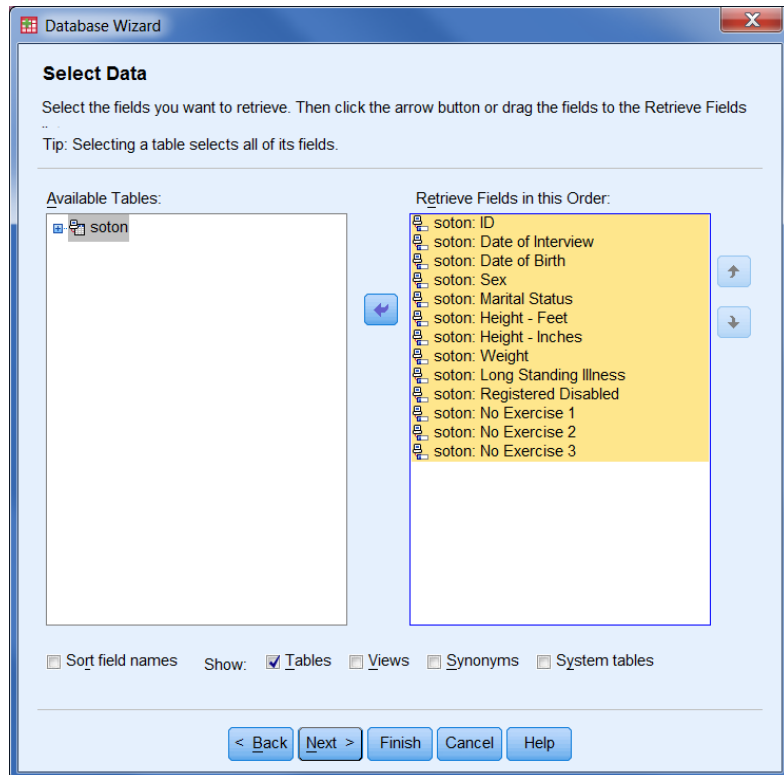 Database Wizard
Select Data
Select the fields you want to retrieve. Then click the arrow button or drag the fields to the Retrieve Fields
Tip: Selecting a table selects all of its fields.
Available Tables:
soton
Retrieve Fields in this Order:
soton: ID
soton: Date of Interview
soton: Date of Birth
soton: Sex
soton: Marital Status
soton: Height - Feet
soton: Height - Inches
soton: Weight
soton: Long Standing Illness
soton: Registered Disabled
soton: No Exercise 1
soton: No Exercise 2
soton: No Exercise 3
Sort field names Show: Tables Views Synonyms System tables
< Back Next > Finish Cancel Help